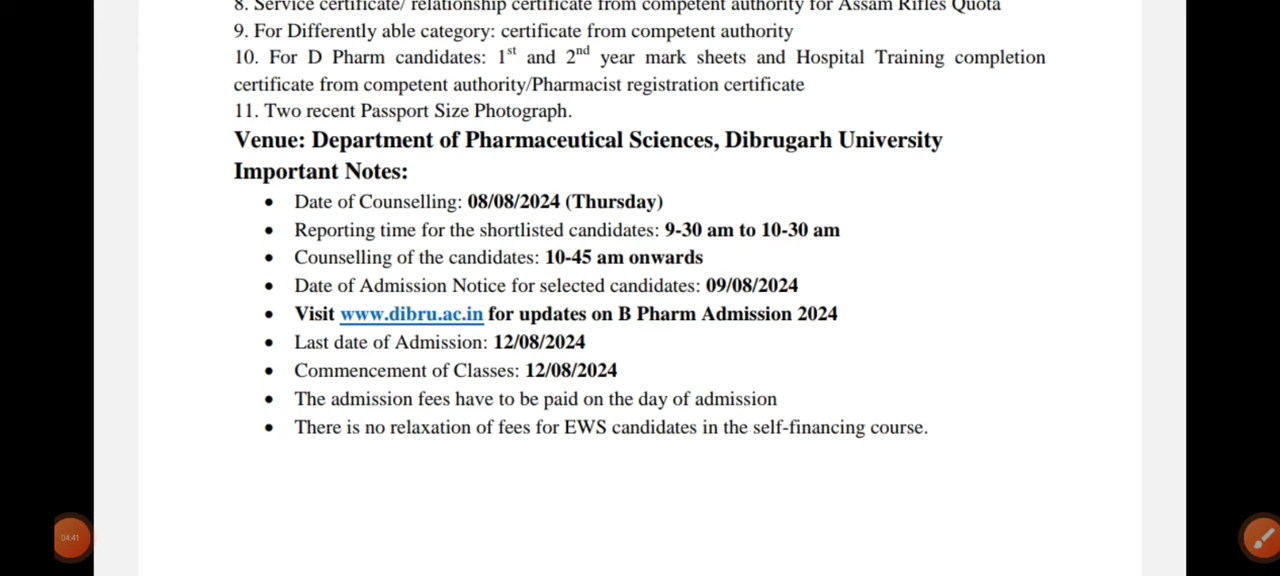 8. Service certificate/ relationship certificate from competent authority for Assam Rifles Quota
9. For Differently able category: certificate from competent authority
10. For D Pharm candidates: 1st and 2nd year mark sheets and Hospital Training completion
certificate from competent authority/Pharmacist registration certificate
11. Two recent Passport Size Photograph.
Venue: Department of Pharmaceutical Sciences, Dibrugarh University
Important Notes:
• Date of Counselling: 08/08/2024 (Thursday)
• Reporting time for the shortlisted candidates: 9-30 am to 10-30 am
• Counselling of the candidates: 10-45 am onwards
• Date of Admission Notice for selected candidates: 09/08/2024
• Visit www.dibru.ac.in for updates on B Pharm Admission 2024
• Last date of Admission: 12/08/2024
• Commencement of Classes: 12/08/2024
• The admission fees have to be paid on the day of admission
• There is no relaxation of fees for EWS candidates in the self-financing course.
04:41